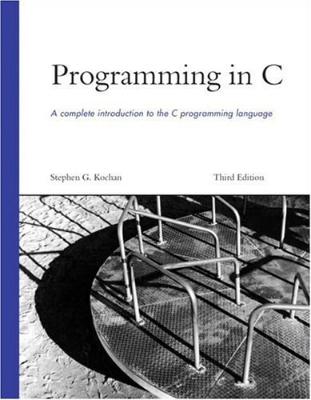 Programming in C
A complete introduction to the C programming language
Stephen G. Kochan Third Edition